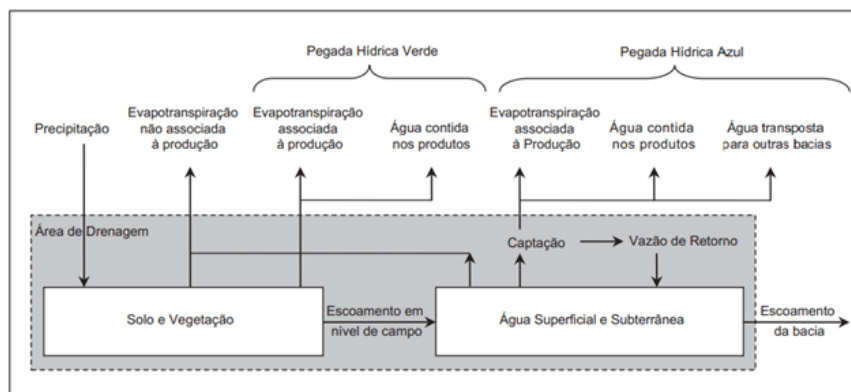 Pegada Hídrica Verde
Pegada Hídrica Azul
Precipitação
Evapotranspiração
não associada
à produção
Evapotranspiração
associada
à produção
Água contida
nos produtos
Evapotranspiração
associada
à Produção
Água contida
nos produtos
Água transposta
para outras bacias
Área de Drenagem
Captação
Vazão de Retorno
Solo e Vegetação
Escoamento em
nível de campo
Água Superficial e Subterrânea
Escoamento
da bacia